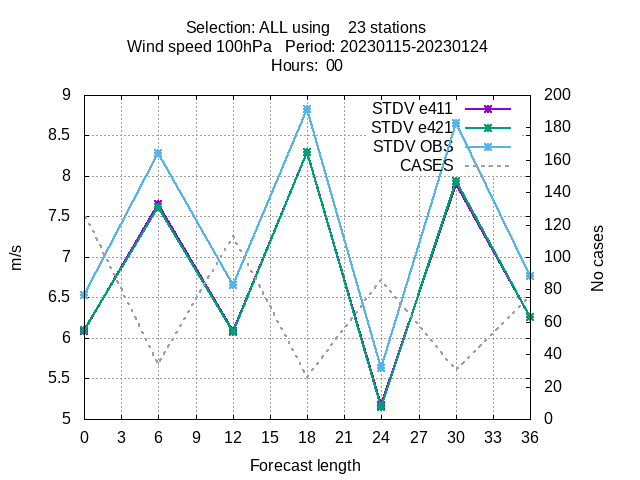 Selection: ALL using    23 stations
Wind speed 100hPa   Period: 20230115-20230124
Hours:  00
STDV e411
STDV e421
STDV OBS
CASES
9
8.5
8
7.5
7
6.5
6
5.5
5
m/s
200
180
160
140
120
100
80
60
40
20
0
No cases
0 3 6 9 12 15 18 21 24 27 30 33 36
Forecast length